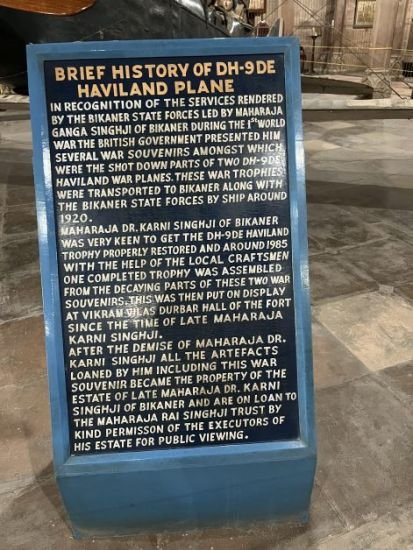 BRIEF HISTORY OF DH-9 DE
HAVILAND PLANE
IN RECOGNITION OF THE SERVICES RENDERED
BY THE BIKANER STATE FORCES LED BY MAHARAJA
GANGA SINGHJI OF BIKANER DURING THE 1ST WORLD
WAR THE BRITISH GOVERNMENT PRESENTED HIM
SEVERAL WAR SOUVENIRS AMONGST WHICH
WERE THE SHOT DOWN PARTS OF TWO DH-9DE
HAVILAND WAR PLANES. THESE WAR TROPHIES
WERE TRANSPORTED TO BIKANER ALONG WITH
THE BIKANER STATE FORCES BY SHIP AROUND
1920.
MAHARAJA DR. KARNI SINGHJI OF BIKANER
WAS VERY KEEN TO GET THE DH-9DE HAVILAND
TROPHY PROPERLY RESTORED AND AROUND 1985
WITH THE HELP OF THE LOCAL CRAFTSMEN
ONE COMPLETED TROPHY WAS ASSEMBLED
FROM THE DECAYING PARTS OF THESE TWO WAR
SOUVENIRS. THIS WAS THEN PUT ON DISPLAY
AT VIKRAM VILAS DURBAR HALL OF THE FORT
SINCE THE TIME OF LATE MAHARAJA
KARNI SINGHJI.
AFTER THE DEMISE OF MAHARAJA DR.
KARNI SINGHJI ALL THE ARTEFACTS
LOANED BY HIM INCLUDING THIS WAR
SOUVENIR BECAME THE PROPERTY OF THE
ESTATE OF LATE MAHARAJA DR. KARNI
SINGHJI OF BIKANER AND ARE ON LOAN TO
THE MAHARAJA RAI SINGHJI TRUST BY
KIND PERMISSON OF THE EXECUTORS OF
HIS ESTATE FOR PUBLIC VIEWING.